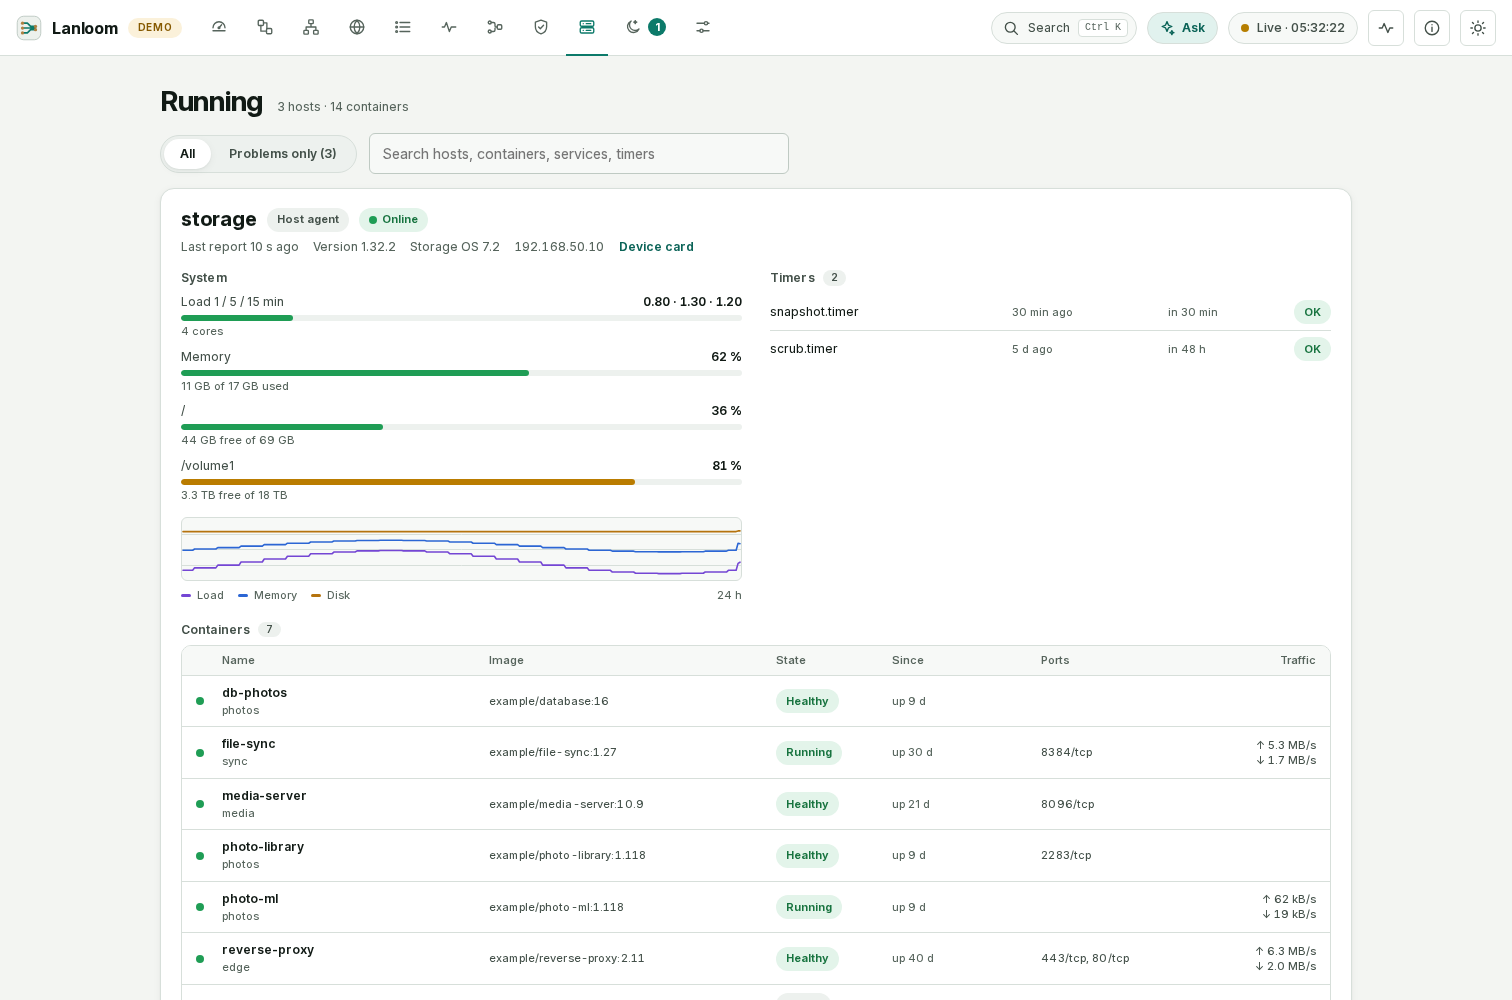 Lanloom DEMO 1 Search Ctrl K Ask Live · 05:32:22
Running 3 hosts · 14 containers
All Problems only (3) Search hosts, containers, services, timers
storage Host agent Online
Last report 10 s ago Version 1.32.2 Storage OS 7.2 192.168.50.10 Device card
System
Load 1 / 5 / 15 min 0.80 · 1.30 · 1.20
4 cores
Memory 62 %
11 GB of 17 GB used
/ 36 %
44 GB free of 69 GB
/volume1 81 %
3.3 TB free of 18 TB
Load Memory Disk 24 h
Timers 2
snapshot.timer 30 min ago in 30 min OK
scrub.timer 5 d ago in 48 h OK
Containers 7
Name Image State Since Ports Traffic
db-photos
photos
example/database:16 Healthy up 9 d
file-sync
sync
example/file-sync:1.27 Running up 30 d 8384/tcp
↑ 5.3 MB/s
↓ 1.7 MB/s
media-server
media
example/media-server:10.9 Healthy up 21 d 8096/tcp
photo-library
photos
example/photo-library:1.118 Healthy up 9 d 2283/tcp
photo-ml
photos
example/photo-ml:1.118 Running up 9 d
↑ 62 kB/s
↓ 19 kB/s
reverse-proxy
edge
example/reverse-proxy:2.11 Healthy up 40 d 443/tcp, 80/tcp
↑ 6.3 MB/s
↓ 2.0 MB/s